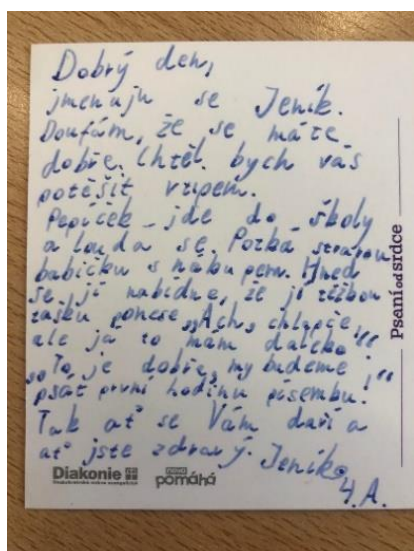 Dobrý den,
jmenuju se Jeník.
Doufám, že se máte
dobře. Chtěl bych vás
potěšit vtipem.
Pepíček jde do školy
a louda se. Potká starou
babičku s nákupem. Hned
se jí nabídne, že jí těžkou
tašku ponese „Ach, chlapče,
ale ja to mám daleko“
„To je dobře, my budeme
psát první hodinu písemku!“
Tak ať se Vám daří a
ať jste zdravý. Jeník
4.A.
Psaní od srdce
Diakonie
pomáhá